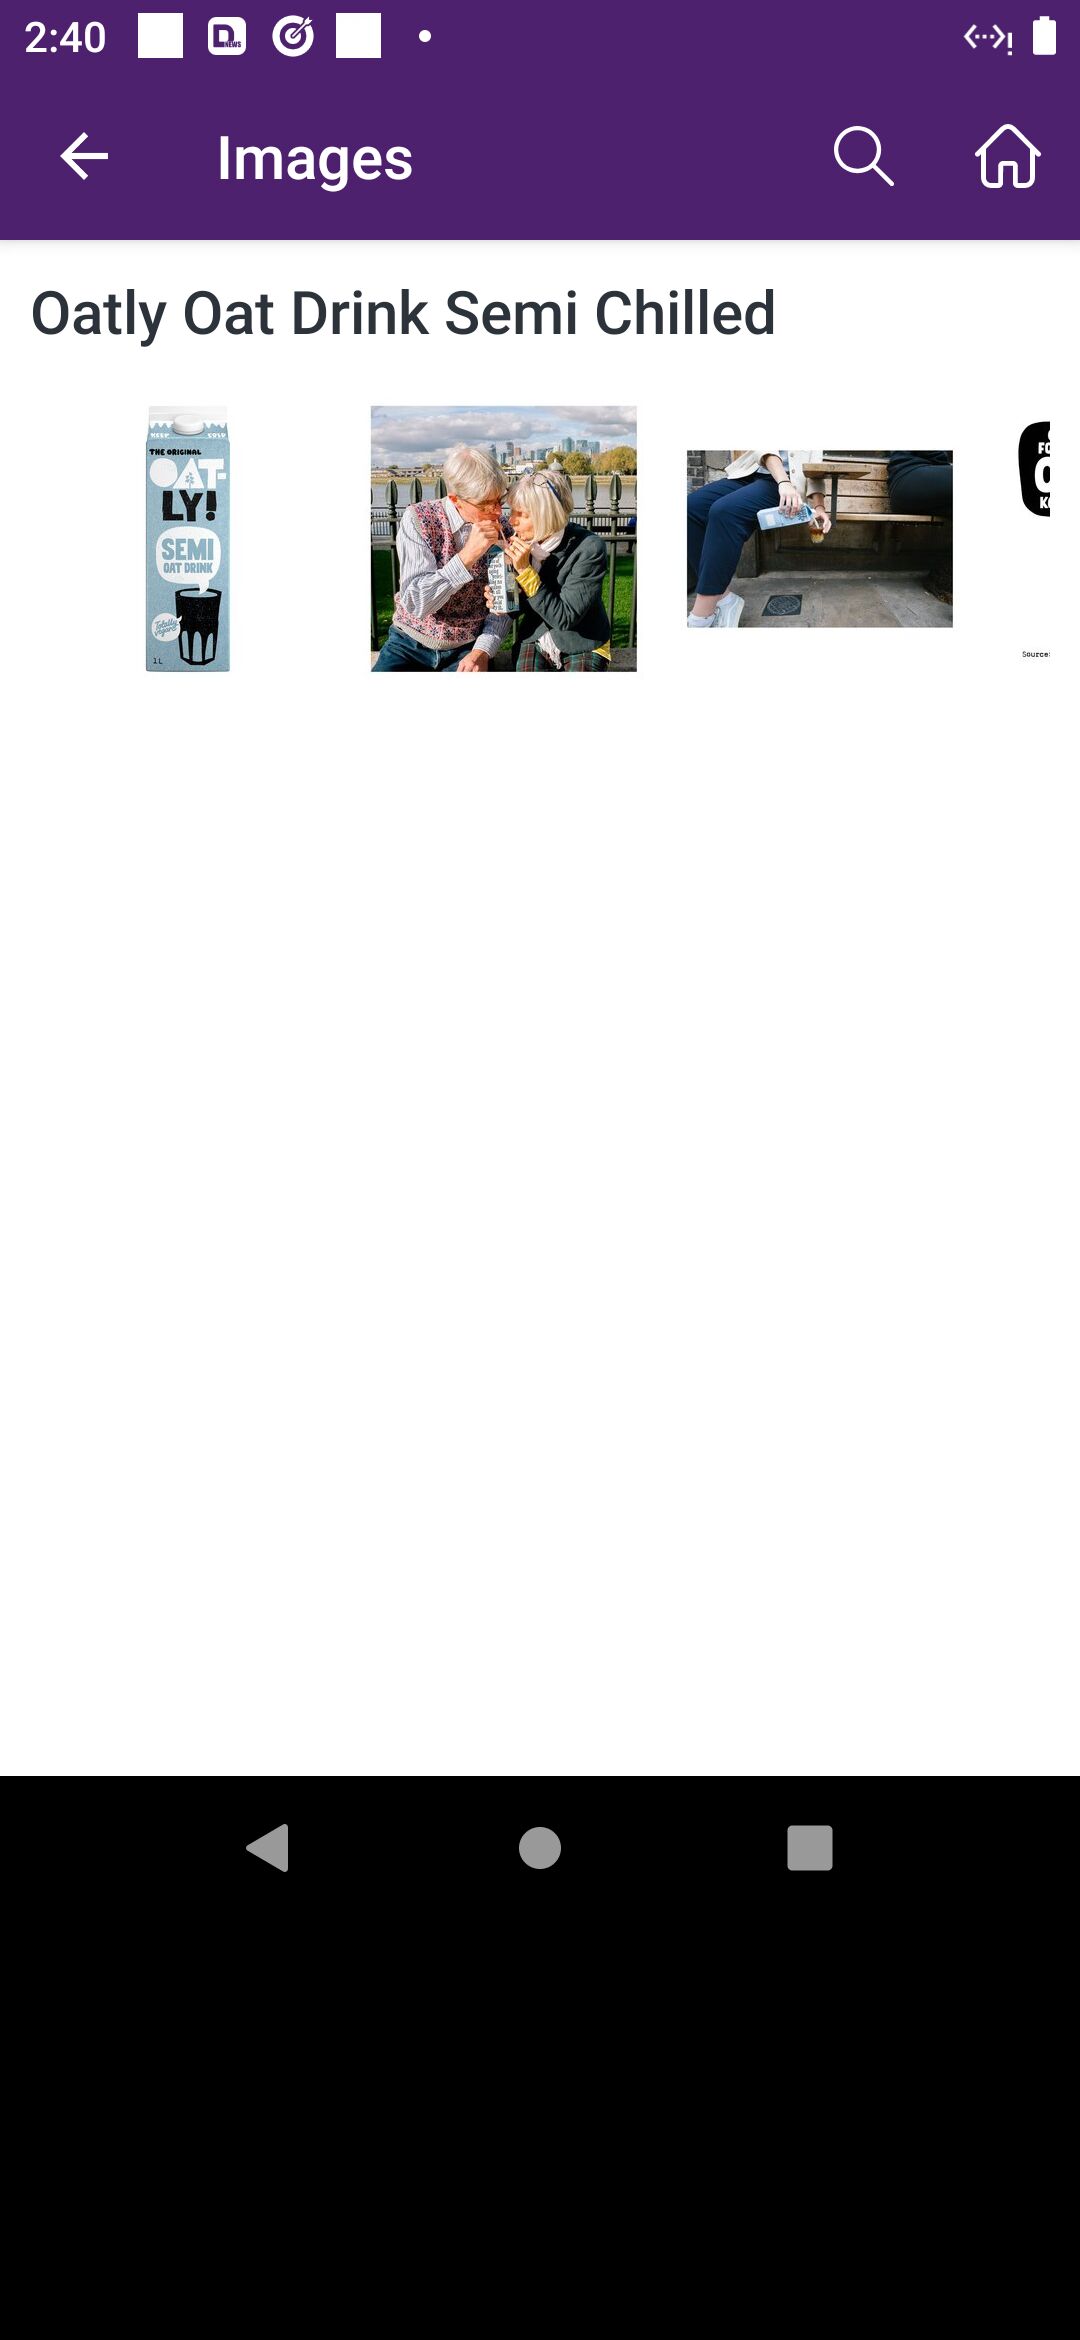 2:40
Images
Oatly Oat Drink Semi Chilled
KEEP COLD
THE ORIGINAL
OAT-
LY!
SEMI
OAT DRINK
Totally
vegan!
1L
Source: